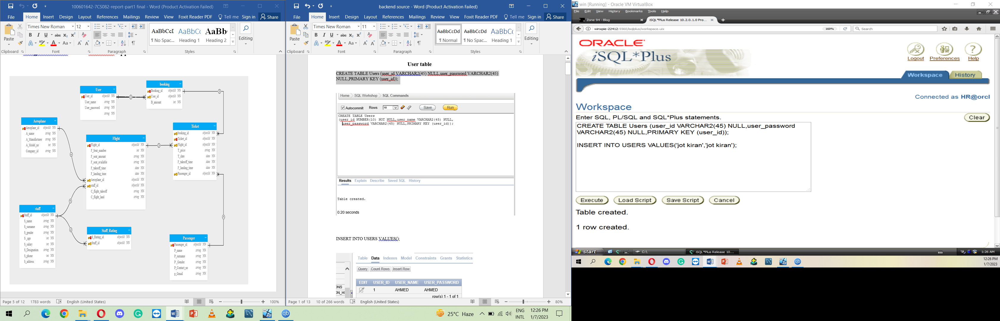 100601642-7CS082-report-part1 final - Word (Product Activation Failed)
File Home Insert Design Layout References Mailings Review View Foxit Reader PDF Tell me Sign in Share
Times New Roman 12
Paste
AaBbCcI AaBbC( AaBb(
¶ No Spac... Heading 1 Heading 2
Editing
Clipboard Font Paragraph Styles
User
User_id objectId NN
User_name string NN
User_password string NN
string NN
booking
Booking_id objectId NN
User_id objectId NN
B_amount int NN
Aeroplane
Aeroplane_id objectId NN
A_name string NN
A_Manufacturer string NN
A_Model_no int NN
Company_id string NN
Flight
Flight_id objectId NN
F_Seat_number int NN
F_seat_amount string NN
F_seat_available string NN
F_takeoff_time date NN
F_landing_time date NN
Aeroplane_id objectId NN
staff_id objectId NN
C_flight_takeoff string NN
C_flight_land string NN
Ticket
booking_id objectId NN
Ticket_id objectId NN
Flight_id objectId NN
T_price string NN
T_date date NN
F_takeoff_time date NN
F_landing_time date NN
Passenger_id objectId NN
staff
Staff_id objectId NN
S_name string NN
S_surname string NN
S_gender string NN
S_age int NN
S_salary int NN
S_Designation string NN
S_phone int NN
S_address string NN
Staff_Rating
S_Rating_id objectId NN
Staff_id objectId NN
Passenger
Passenger_id objectId NN
P_name string NN
P_surname string NN
P_Gender string NN
P_Contact_no string NN
p_Gmail string NN
Page 5 of 12 1783 words English (United States) 100%
backend source - Word (Product Activation Failed)
File Home Insert Design Layout References Mailings Review View Foxit Reader PDF Tell me Sign in Share
Times New Roman 11
Paste
AaBbCcDd AaBbCcDd AaBbC(
¶ Normal ¶ No Spac... Heading 1
Editing
Clipboard Font Paragraph Styles
User table
CREATE TABLE Users (user_id VARCHAR2(45) NULL,user_password VARCHAR2(45)
NULL,PRIMARY KEY (user_id));
Home SQL Workshop SQL Commands
Autocommit Rows 10 Save Run
CREATE TABLE Users
(user_id NUMBER(10) NOT NULL,user_name VARCHAR2(45) NULL,
user_password VARCHAR2(45) NULL,PRIMARY KEY (user_id));
Results Explain Describe Saved SQL History
Table created.
0.20 seconds
INSERT INTO USERS VALUES();
Table Data Indexes Model Constraints Grants Statistics
Query Count Rows Insert Row
EDIT USER_ID USER_NAME USER_PASSWORD
1 AHMED AHMED
row(s) 1 - 1 of 1
Page 1 of 13 10 of 266 words English (United States) 80%
25°C Haze ENG INTL 12:26 PM 1/7/2023
win [Running] - Oracle VM VirtualBox
File Edit View History Bookmarks Tools Help
Zone 94 - Blog iSQL*Plus Release 10.2.0.1.0 Pro...
winxpie-22412:5560/isqlplus/workspace.uix 160% Search
ORACLE
iSQL*Plus
Logout Preferences Help
Workspace History
Connected as HR@orcl
Workspace
Enter SQL, PL/SQL and SQL*Plus statements.
Clear
CREATE TABLE Users (user_id VARCHAR2(45) NULL,user_password
VARCHAR2(45) NULL,PRIMARY KEY (user_id));
INSERT INTO USERS VALUES('jot kiran','jot kiran');
Execute Load Script Save Script Cancel
Table created.
1 row created.
start C:\ iSQL*Plus Release 10... 1:26 AM
12:26 PM
1/7/2023